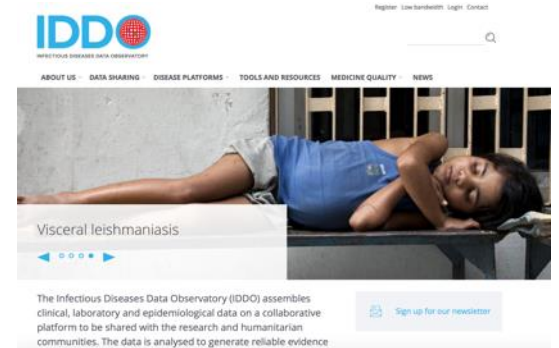 Register Low bandwidth Login Contact
IDDO
INFECTIOUS DISEASES DATA OBSERVATORY
ABOUT US DATA SHARING DISEASE PLATFORMS TOOLS AND RESOURCES MEDICINE QUALITY NEWS
Visceral leishmaniasis
The Infectious Diseases Data Observatory (IDDO) assembles
clinical, laboratory and epidemiological data on a collaborative
platform to be shared with the research and humanitarian
communities. The data is analysed to generate reliable evidence
Sign up for our newsletter